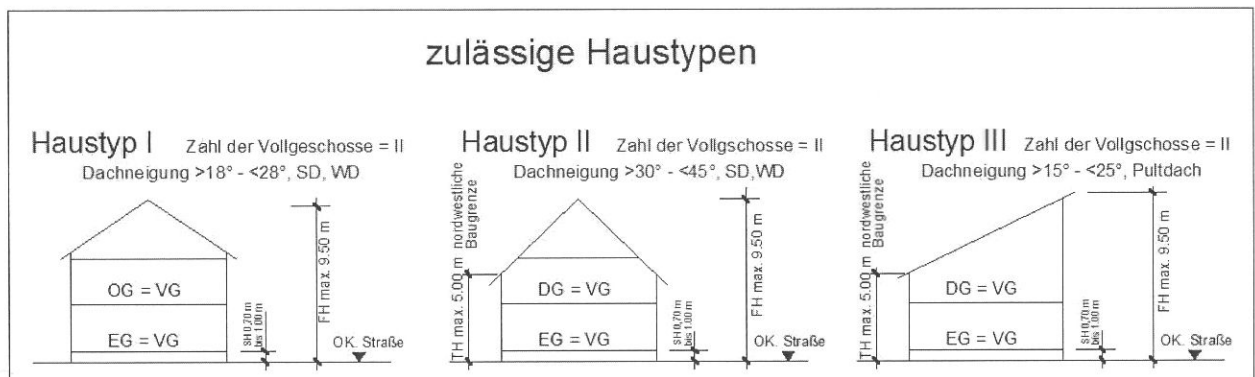 zulässige Haustypen
Haustyp I Zahl der Vollgeschosse = II
Dachneigung >18° - <28°, SD, WD
OG = VG
EG = VG
SH 0,70 m
bis 1.00 m
FH max. 9.50 m
OK. Straße
Haustyp II Zahl der Vollgschosse = II
Dachneigung >30° - <45°, SD,WD
TH max. 5.00 m nordwestliche
Baugrenze
DG = VG
EG = VG
SH 0,70 m
bis 1.00 m
FH max. 9.50 m
OK. Straße
Haustyp III Zahl der Vollgschosse = II
Dachneigung >15° - <25°, Pultdach
TH max. 5.00 m nordwestliche
Baugrenze
DG = VG
EG = VG
SH 0,70 m
bis 1.00 m
FH max. 9.50 m
OK. Straße